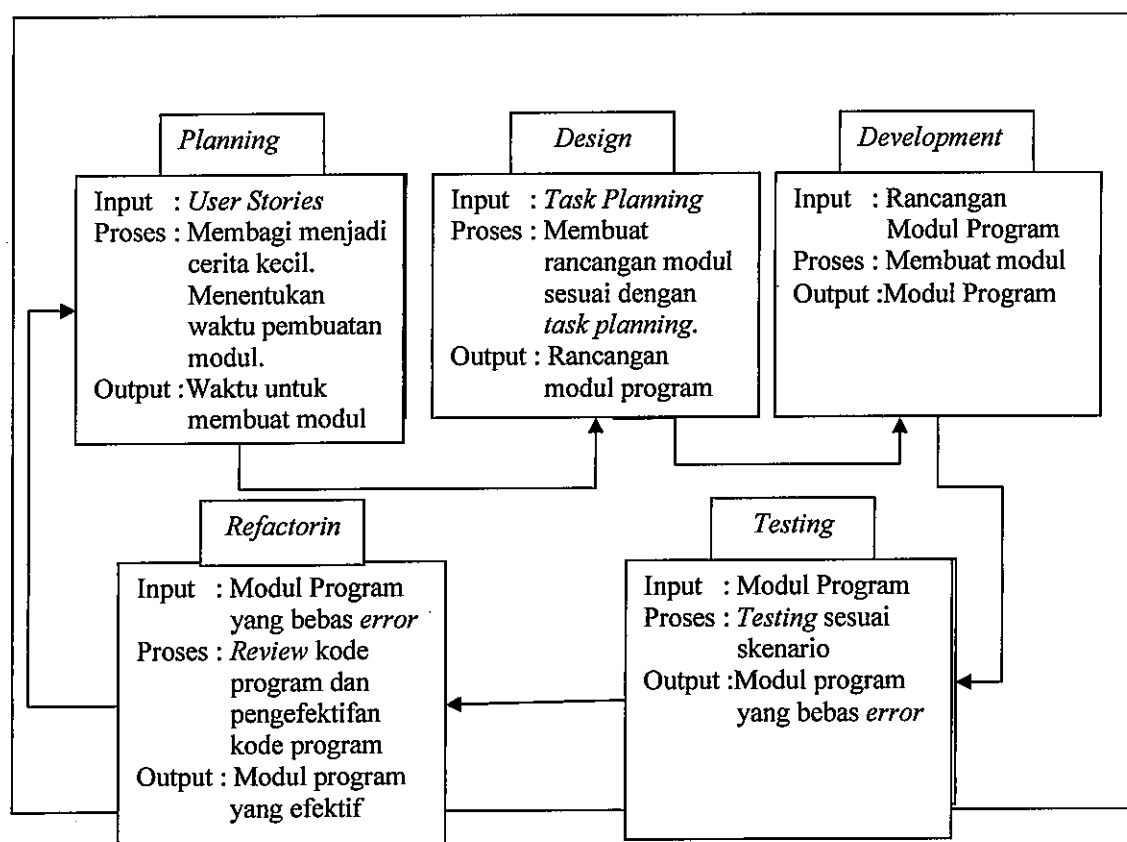 Planning
Input : User Stories
Proses : Membagi menjadi
cerita kecil.
Menentukan
waktu pembuatan
modul.
Output :Waktu untuk
membuat modul
Design
Input : Task Planning
Proses : Membuat
rancangan modul
sesuai dengan
task planning.
Output : Rancangan
modul program
Development
Input : Rancangan
Modul Program
Proses : Membuat modul
Output :Modul Program
Refactorin
Input : Modul Program
yang bebas error
Proses : Review kode
program dan
pengefektifan
kode program
Output : Modul program
yang efektif
Testing
Input : Modul Program
Proses : Testing sesuai
skenario
Output :Modul program
yang bebas error